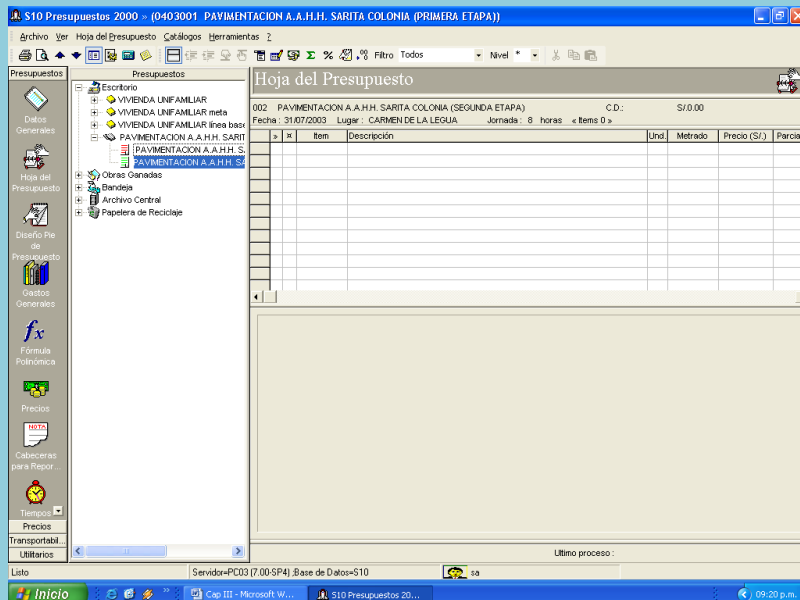 S10 Presupuestos 2000 » (0403001 PAVIMENTACION A.A.H.H. SARITA COLONIA (PRIMERA ETAPA))
Archivo Ver Hoja del Presupuesto Catálogos Herramientas ?
Filtro Todos Nivel *
Presupuestos
Datos
Generales
Hoja del
Presupuesto
Diseño Pie
de
Presupuesto
Gastos
Generales
fx
Fórmula
Polinómica
Precios
NOTA
Cabeceras
para Repor...
Tiempos
Precios
Transportabil...
Utilitarios
Presupuestos
Escritorio
VIVIENDA UNIFAMILIAR
VIVIENDA UNIFAMILIAR meta
VIVIENDA UNIFAMILIAR línea base
PAVIMENTACION A.A.H.H. SARIT
PAVIMENTACION A.A.H.H. S
PAVIMENTACION A.A.H.H. SA
Obras Ganadas
Bandeja
Archivo Central
Papelera de Reciclaje
Hoja del Presupuesto
002 PAVIMENTACION A.A.H.H. SARITA COLONIA (SEGUNDA ETAPA) C.D.: S/.0.00
Fecha : 31/07/2003 Lugar : CARMEN DE LA LEGUA Jornada : 8 horas « Items 0 »
» ¤ Item Descripción Und. Metrado Precio (S/.) Parcia
Ultimo proceso :
Listo Servidor=PC03 (7.00-SP4) ;Base de Datos=S10 sa
Inicio » Cap III - Microsoft W... S10 Presupuestos 20... 09:20 p.m.